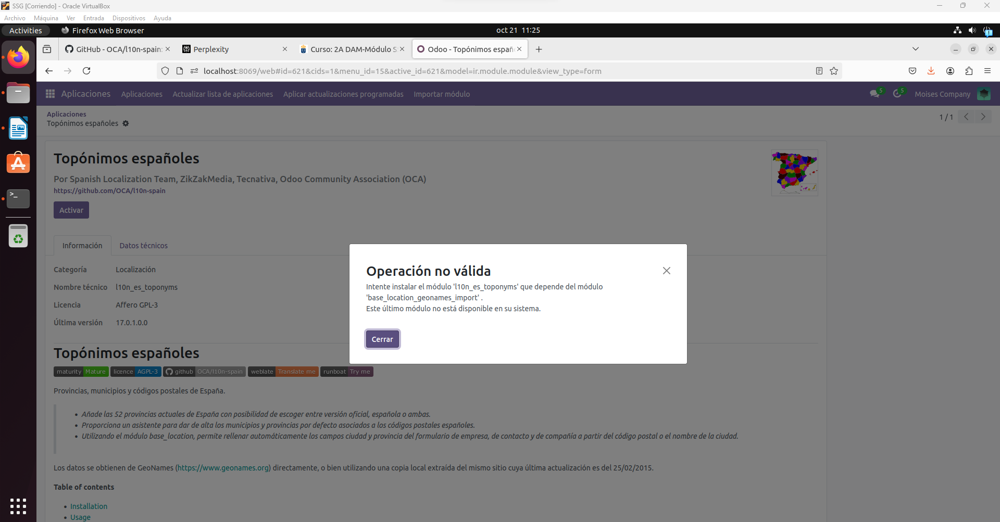 SSG [Corriendo] - Oracle VirtualBox
Archivo Máquina Ver Entrada Dispositivos Ayuda
Activities Firefox Web Browser oct 21 11:25
GitHub - OCA/l10n-spain: Perplexity Curso: 2A DAM-Módulo S Odoo - Topónimos españ
localhost:8069/web#id=621&cids=1&menu_id=15&active_id=621&model=ir.module.module&view_type=form
Aplicaciones Aplicaciones Actualizar lista de aplicaciones Aplicar actualizaciones programadas Importar módulo 5 5 Moises Company
Aplicaciones
Topónimos españoles 1 / 1
Topónimos españoles
Por Spanish Localization Team, ZikZakMedia, Tecnativa, Odoo Community Association (OCA)
https://github.com/OCA/l10n-spain
Activar
Información Datos técnicos
Categoría Localización
Nombre técnico l10n_es_toponyms
Licencia Affero GPL-3
Última versión 17.0.1.0.0
Operación no válida
Intente instalar el módulo 'l10n_es_toponyms' que depende del módulo
'base_location_geonames_import' .
Este último módulo no está disponible en su sistema.
Cerrar
Topónimos españoles
maturity Mature licence AGPL-3 github OCA/l10n-spain weblate Translate me runboat Try me
Provincias, municipios y códigos postales de España.
• Añade las 52 provincias actuales de España con posibilidad de escoger entre versión oficial, española o ambas.
• Proporciona un asistente para dar de alta los municipios y provincias por defecto asociados a los códigos postales españoles.
• Utilizando el módulo base_location, permite rellenar automáticamente los campos ciudad y provincia del formulario de empresa, de contacto y de compañía a partir del código postal o el nombre de la ciudad.
Los datos se obtienen de GeoNames (https://www.geonames.org) directamente, o bien utilizando una copia local extraída del mismo sitio cuya última actualización es del 25/02/2015.
Table of contents
• Installation
• Usage